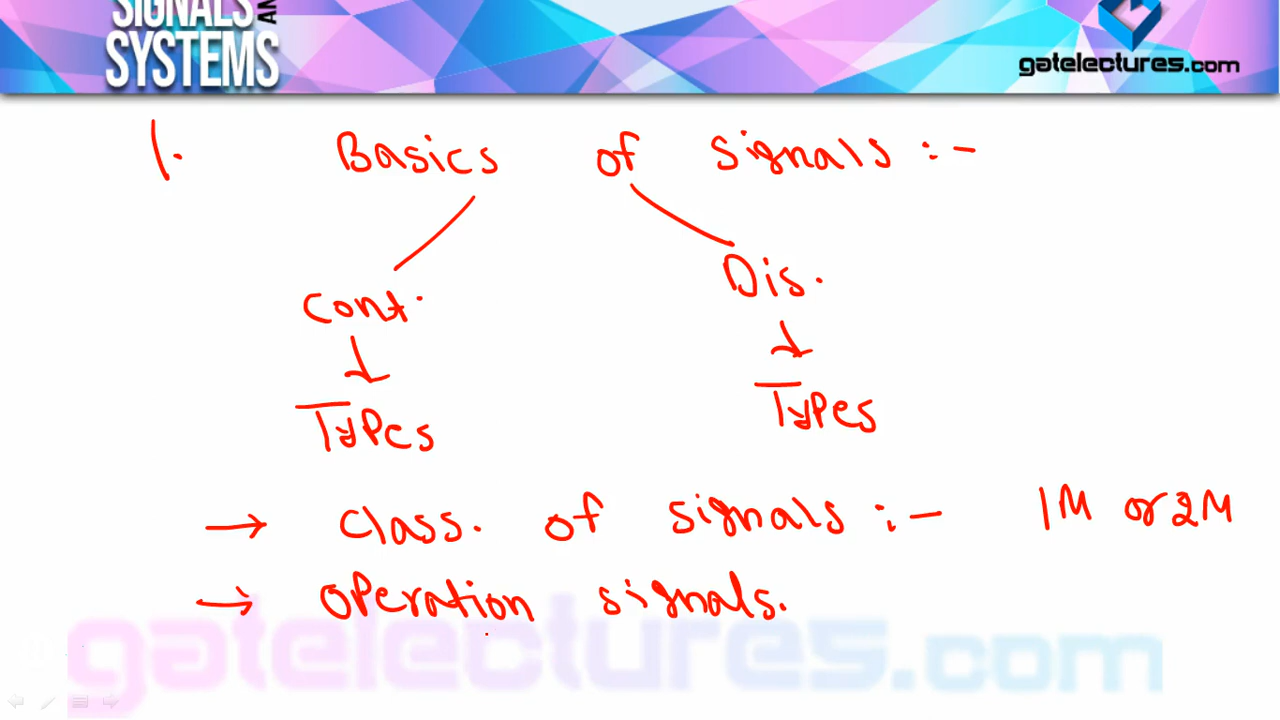 SIGNALS AND
SYSTEMS
gatelectures.com
1. Basics of signals :-
Cont. Dis.
Types Types
→ Class. of signals :- 1M or 2M
→ Operation signals.
gatelectures.com